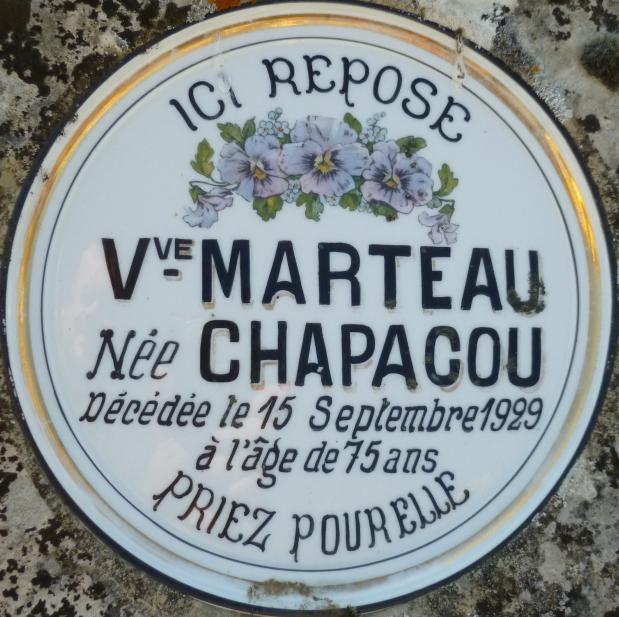 ICI REPOSE
VVE MARTEAU
Née CHAPACOU
Décédée le 15 Septembre 1929
à l'âge de 75 ans
PRIEZ POUR ELLE